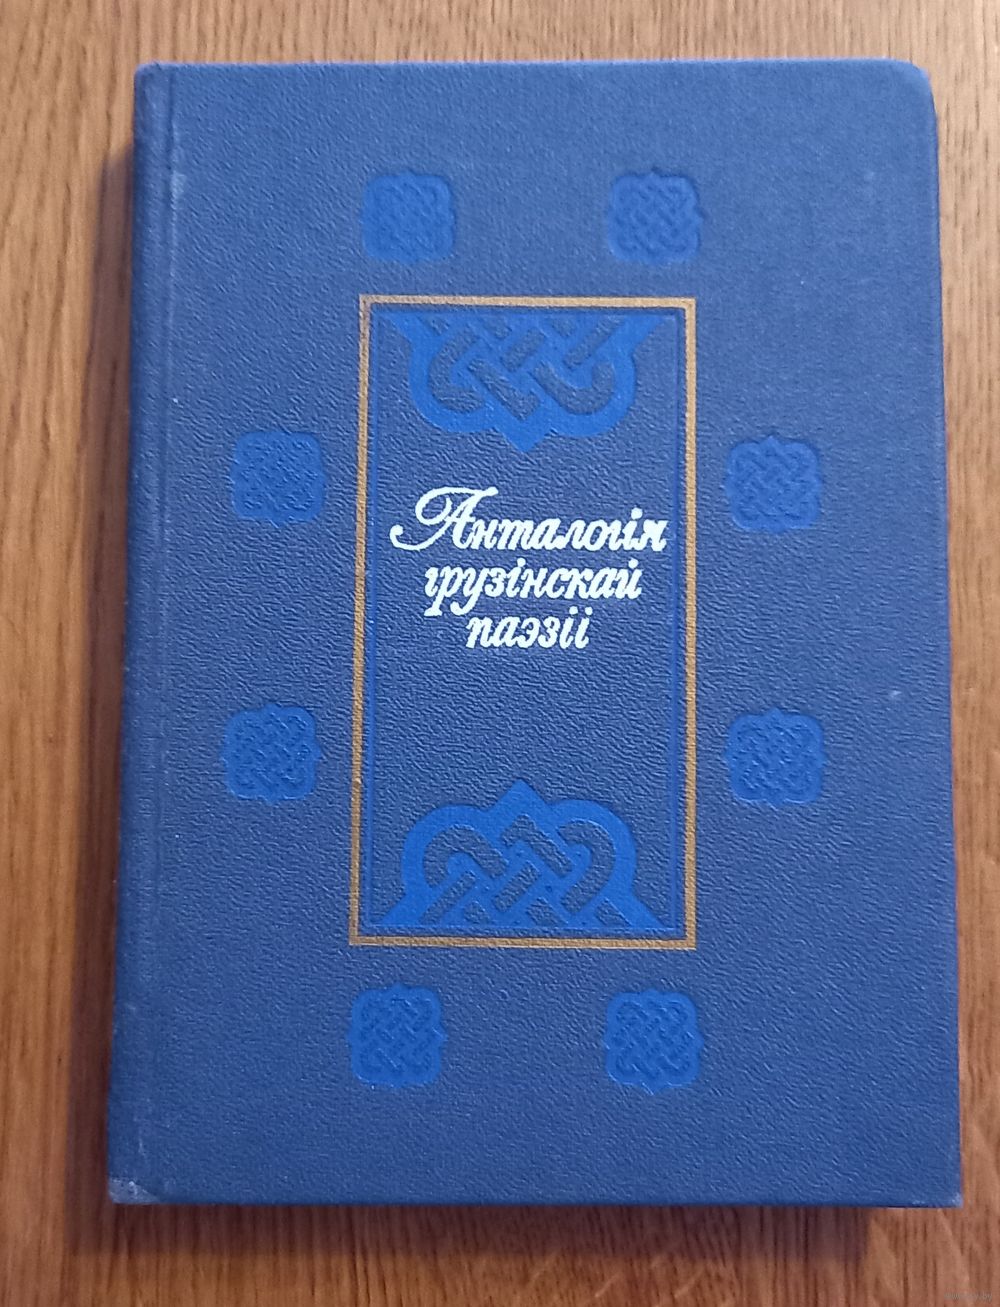 Анталогія
грузінскай
паэзіі